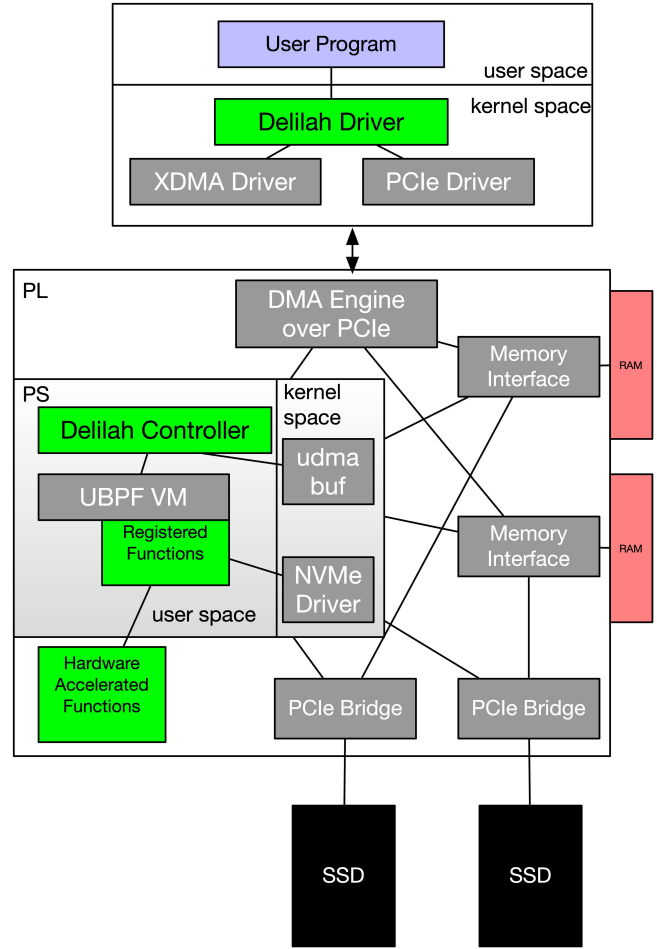 User Program
user space
kernel space
Delilah Driver
XDMA Driver
PCIe Driver
PL
DMA Engine
over PCIe
Memory
Interface
RAM
PS
kernel
space
Delilah Controller
udma
buf
UBPF VM
Registered
Functions
Memory
Interface
RAM
NVMe
Driver
user space
Hardware
Accelerated
Functions
PCIe Bridge
PCIe Bridge
SSD
SSD